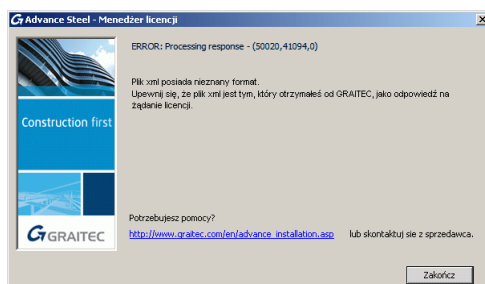 Advance Steel - Menedżer licencji
ERROR: Processing response - (50020,41094,0)
Plik xml posiada nieznany format.
Upewnij się, że plik xml jest tym, który otrzymałeś od GRAITEC, jako odpowiedź na
żądanie licencji.
Construction first
GRAITEC
Potrzebujesz pomocy?
http://www.graitec.com/en/advance_installation.asp lub skontaktuj sie z sprzedawca.
Zakończ